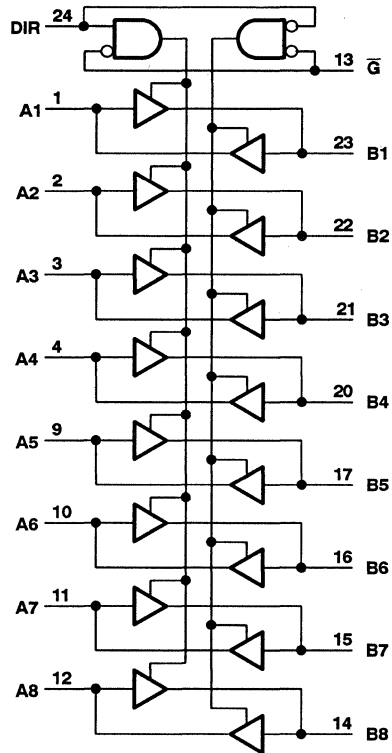 DIR 24
13 G̅
A1 1
23 B1
A2 2
22 B2
A3 3
21 B3
A4 4
20 B4
A5 9
17 B5
A6 10
16 B6
A7 11
15 B7
A8 12
14 B8